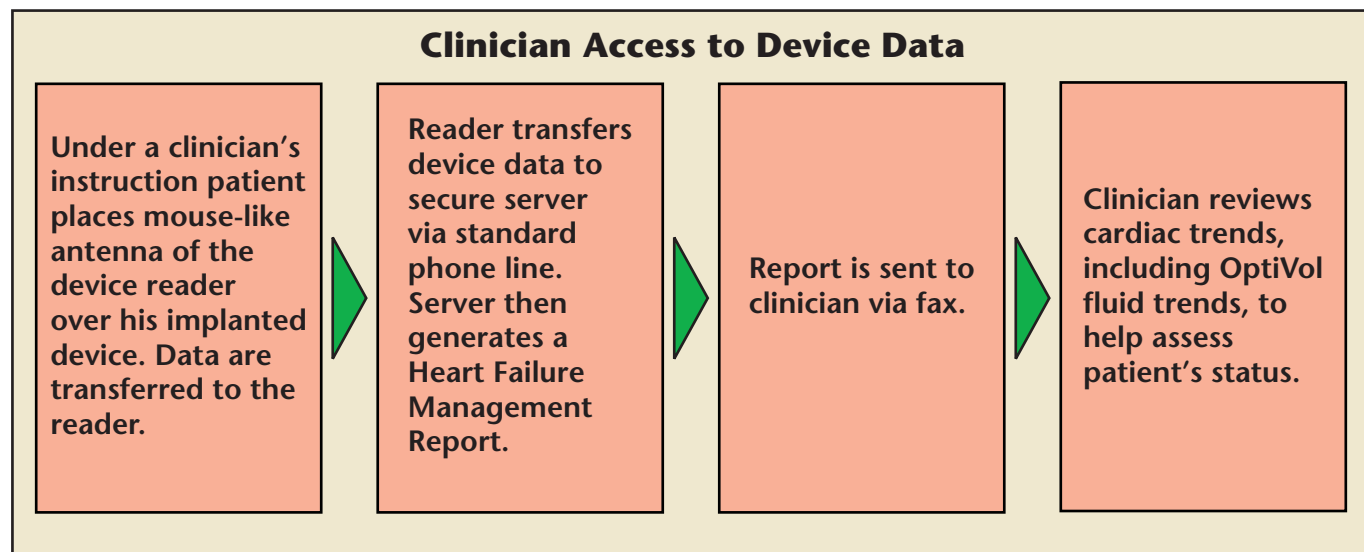 Clinician Access to Device Data
Under a clinician’s
instruction patient
places mouse-like
antenna of the
device reader
over his implanted
device. Data are
transferred to the
reader.
Reader transfers
device data to
secure server
via standard
phone line.
Server then
generates a
Heart Failure
Management
Report.
Report is sent to
clinician via fax.
Clinician reviews
cardiac trends,
including OptiVol
fluid trends, to
help assess
patient’s status.